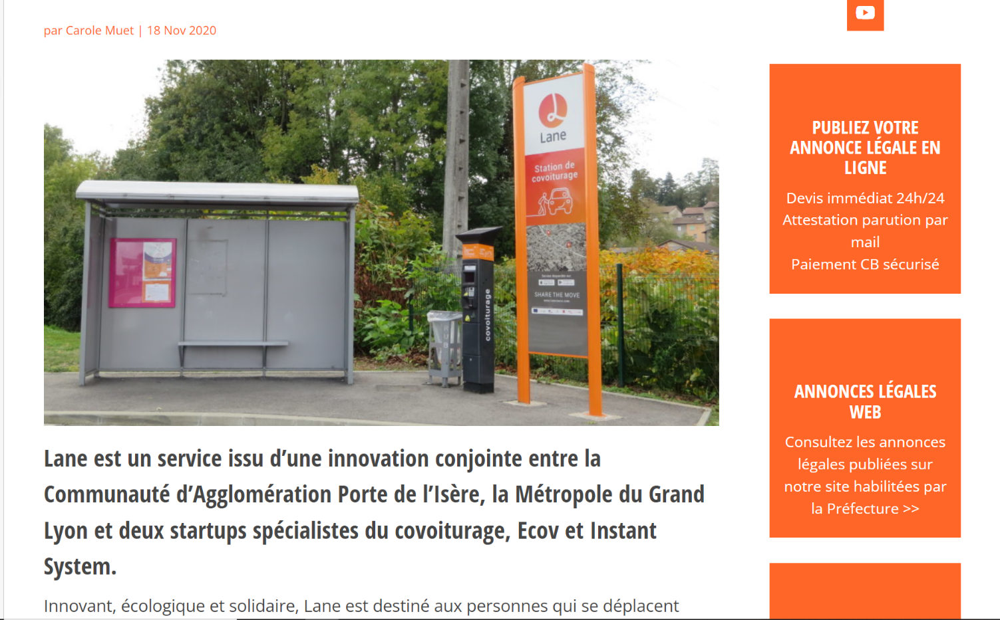 par Carole Muet | 18 Nov 2020
Lane
Station de
covoiturage
SHARE THE MOVE
covoiturage
Lane est un service issu d’une innovation conjointe entre la
Communauté d’Agglomération Porte de l’Isère, la Métropole du Grand
Lyon et deux startups spécialistes du covoiturage, Ecov et Instant
System.
Innovant, écologique et solidaire, Lane est destiné aux personnes qui se déplacent
PUBLIEZ VOTRE
ANNONCE LÉGALE EN
LIGNE
Devis immédiat 24h/24
Attestation parution par
mail
Paiement CB sécurisé
ANNONCES LÉGALES
WEB
Consultez les annonces
légales publiées sur
notre site habilitées par
la Préfecture >>